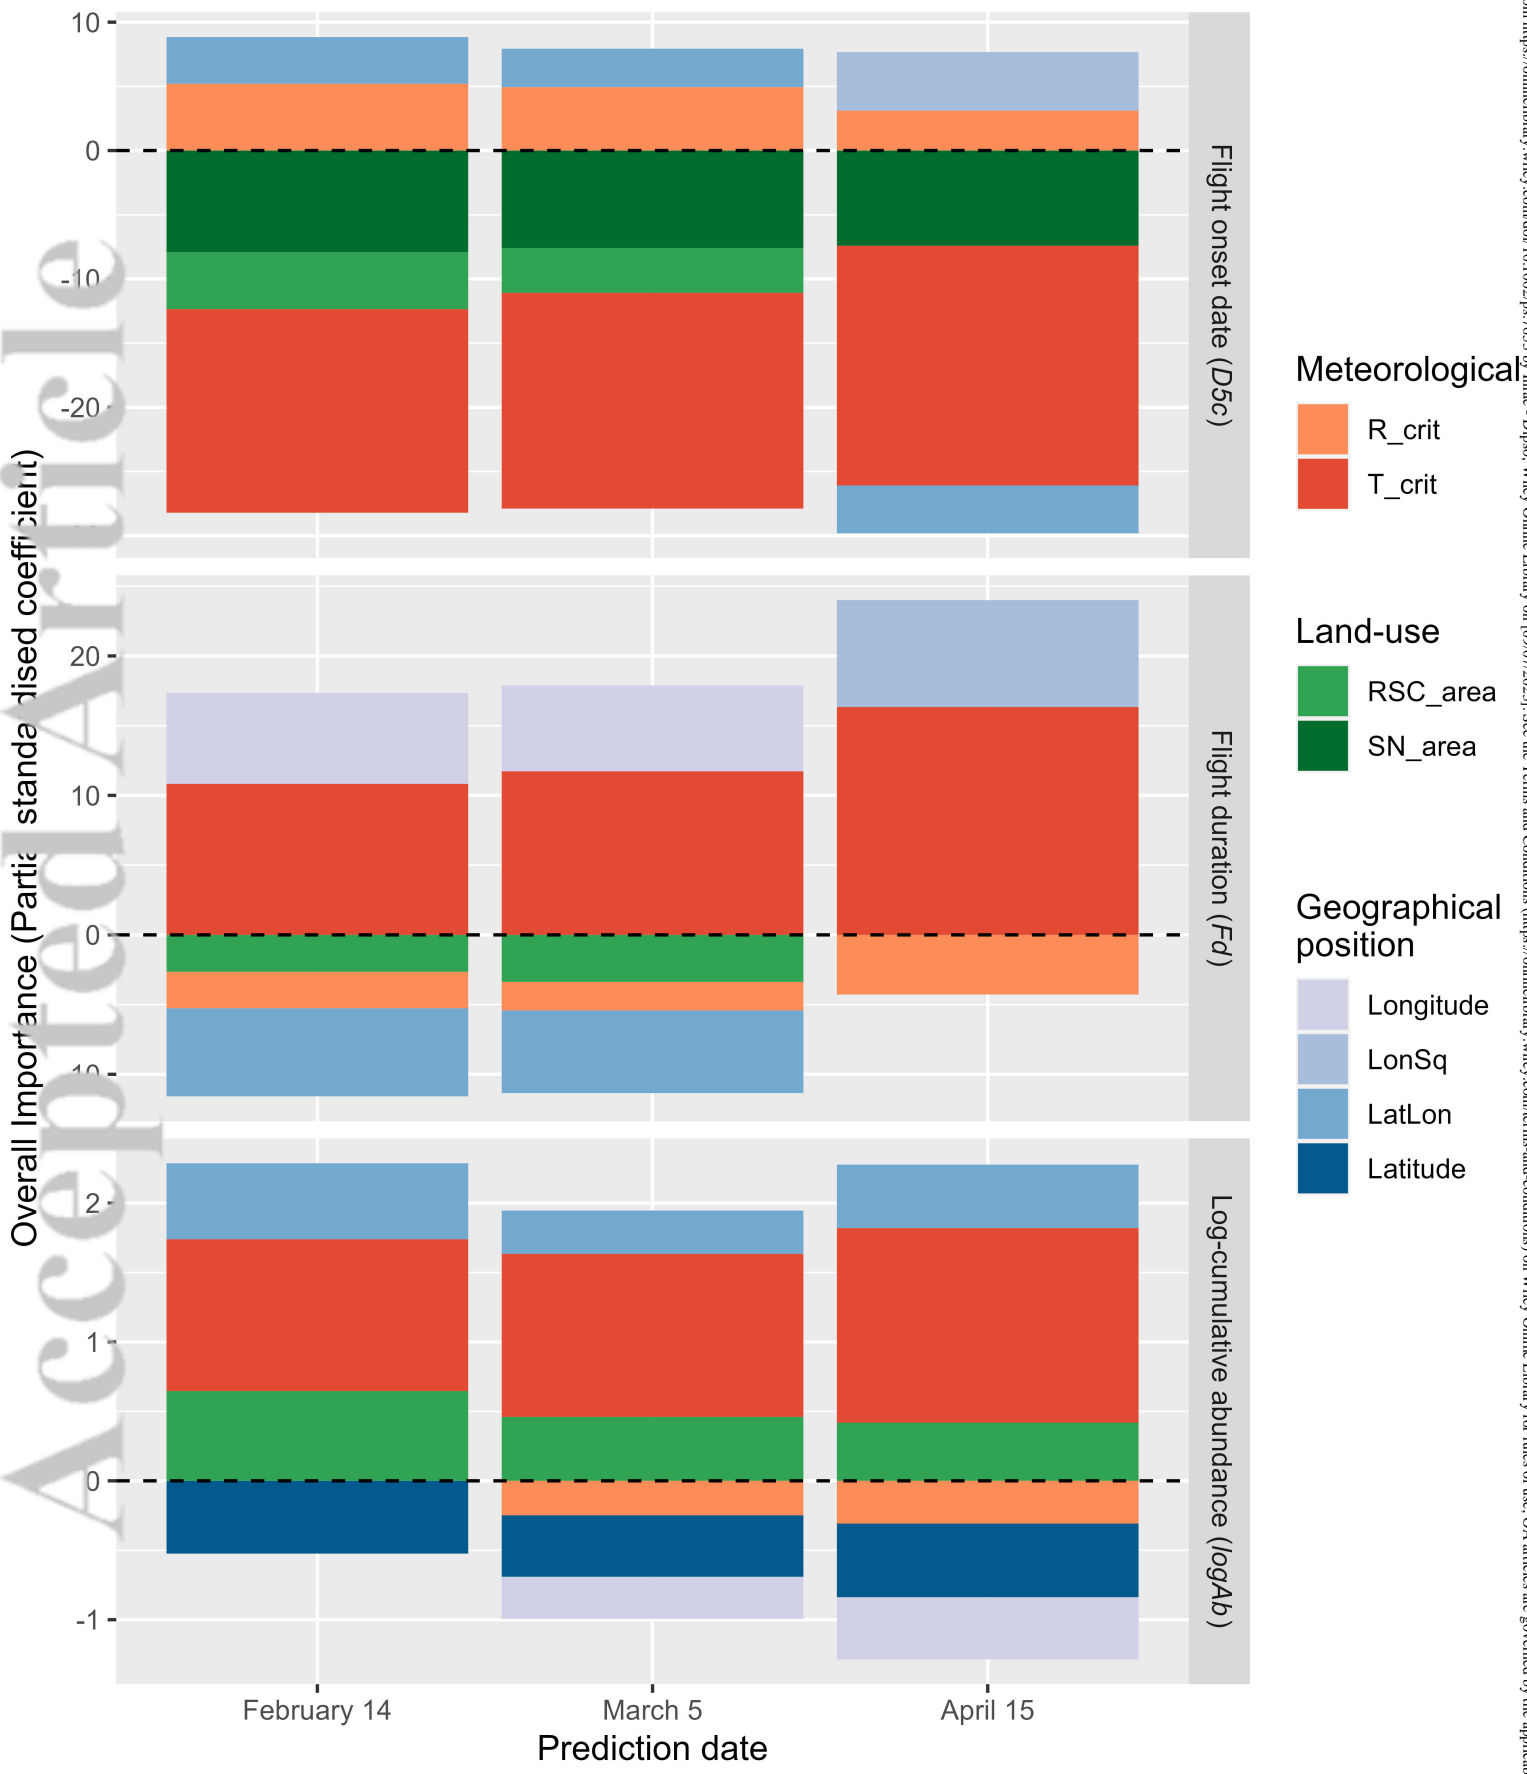 Overall Importance (Partial standardised coefficient)
Accepted Article
10
0
-10
-20
Flight onset date (D5c)
20
10
0
-10
Flight duration (Fd)
2
1
0
-1
Log-cumulative abundance (logAb)
February 14
March 5
April 15
Prediction date
Meteorological
R_crit
T_crit
Land-use
RSC_area
SN_area
Geographical
position
Longitude
LonSq
LatLon
Latitude